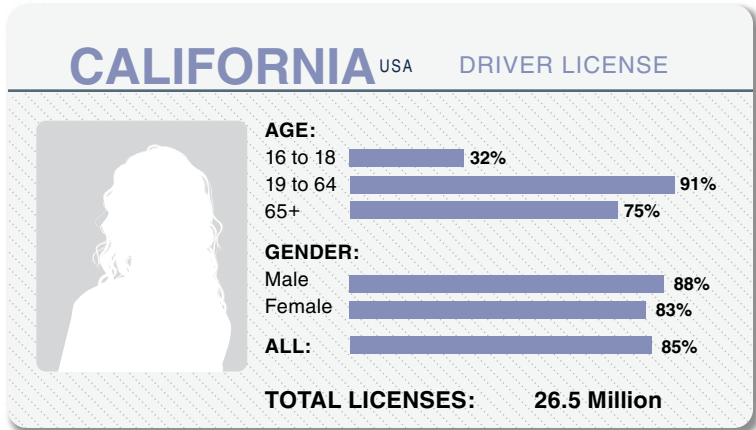 CALIFORNIA USA DRIVER LICENSE
AGE:
16 to 18 32%
19 to 64 91%
65+ 75%
GENDER:
Male 88%
Female 83%
ALL: 85%
TOTAL LICENSES: 26.5 Million